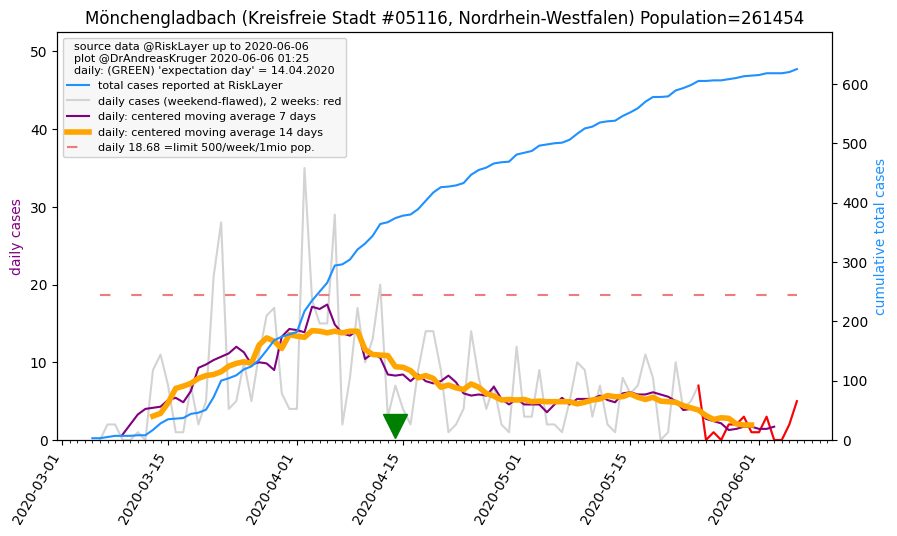 Mönchengladbach (Kreisfreie Stadt #05116, Nordrhein-Westfalen) Population=261454
source data @RiskLayer up to 2020-06-06
plot @DrAndreasKruger 2020-06-06 01:25
daily: (GREEN) 'expectation day' = 14.04.2020
total cases reported at RiskLayer
daily cases (weekend-flawed), 2 weeks: red
daily: centered moving average 7 days
daily: centered moving average 14 days
daily 18.68 =limit 500/week/1mio pop.
daily cases
50
40
30
20
10
0
cumulative total cases
600
500
400
300
200
100
0
2020-03-01
2020-03-15
2020-04-01
2020-04-15
2020-05-01
2020-05-15
2020-06-01